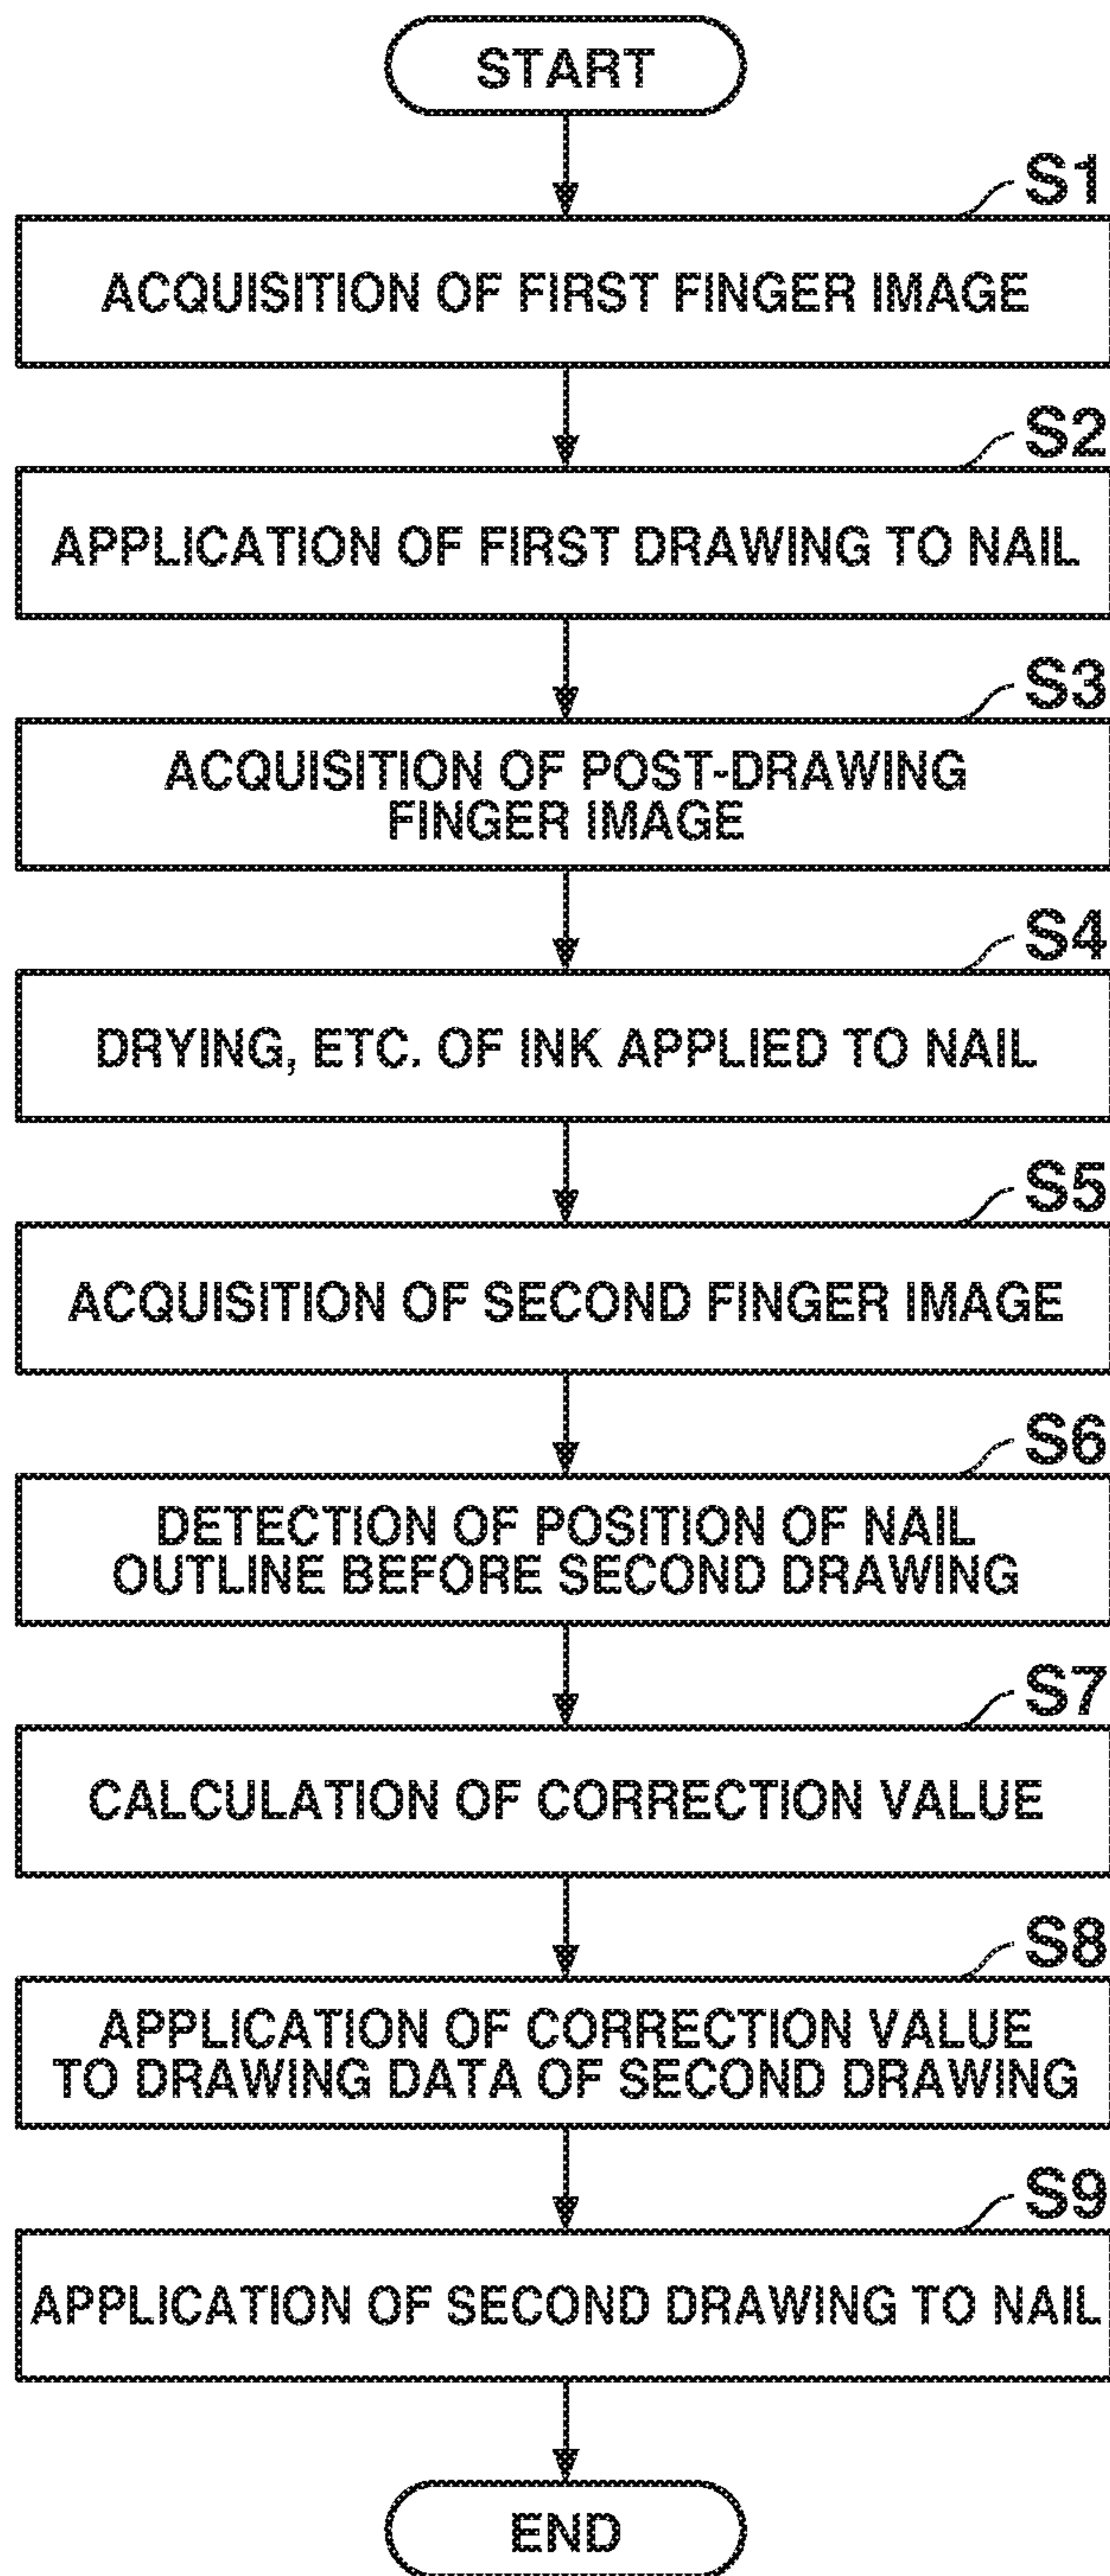 START
S1
ACQUISITION OF FIRST FINGER IMAGE
S2
APPLICATION OF FIRST DRAWING TO NAIL
S3
ACQUISITION OF POST-DRAWING
FINGER IMAGE
S4
DRYING, ETC. OF INK APPLIED TO NAIL
S5
ACQUISITION OF SECOND FINGER IMAGE
S6
DETECTION OF POSITION OF NAIL
OUTLINE BEFORE SECOND DRAWING
S7
CALCULATION OF CORRECTION VALUE
S8
APPLICATION OF CORRECTION VALUE
TO DRAWING DATA OF SECOND DRAWING
S9
APPLICATION OF SECOND DRAWING TO NAIL
END